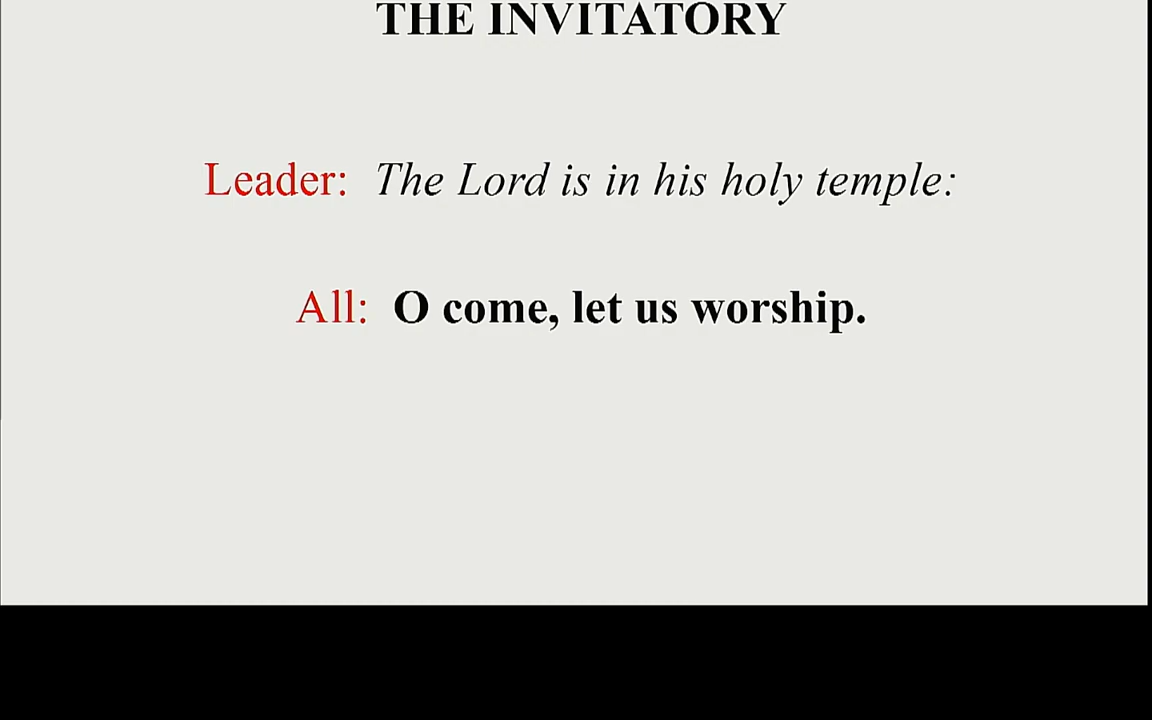 THE INVITATORY
Leader: The Lord is in his holy temple:
All: O come, let us worship.